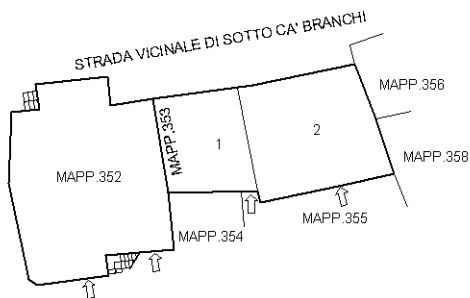 STRADA VICINALE DI SOTTO CA' BRANCHI
MAPP.356
MAPP.353
1
2
MAPP.358
MAPP.352
MAPP.355
MAPP.354